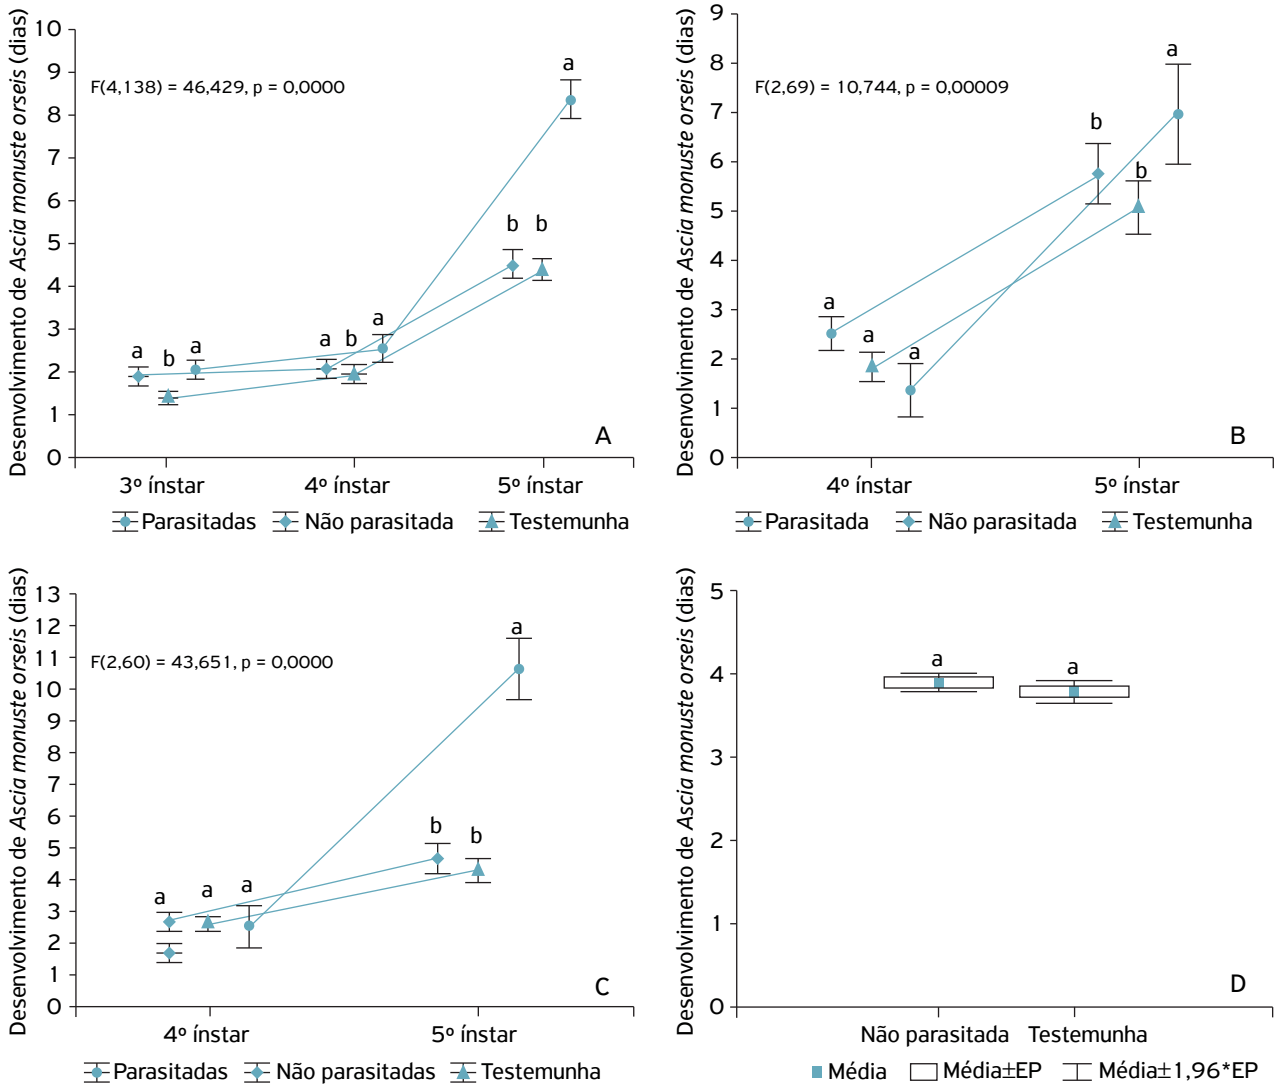 Desenvolvimento de Ascia monuste orseis (dias)
10
9
8
7
6
5
4
3
2
1
0
F(4,138) = 46,429, p = 0,0000
a
b
a
a
b
a
b
b
a
A
3º ínstar
4º ínstar
5º ínstar
Parasitadas
Não parasitada
Testemunha
Desenvolvimento de Ascia monuste orseis (dias)
9
8
7
6
5
4
3
2
1
0
F(2,69) = 10,744, p = 0,00009
a
a
a
b
b
a
B
4º ínstar
5º ínstar
Parasitada
Não parasitada
Testemunha
Desenvolvimento de Ascia monuste orseis (dias)
13
12
11
10
9
8
7
6
5
4
3
2
1
0
F(2,60) = 43,651, p = 0,0000
a
a
a
b
b
a
C
4º ínstar
5º ínstar
Parasitadas
Não parasitadas
Testemunha
Desenvolvimento de Ascia monuste orseis (dias)
5
4
3
2
1
0
a
a
D
Não parasitada
Testemunha
Média
Média±EP
Média±1,96*EP